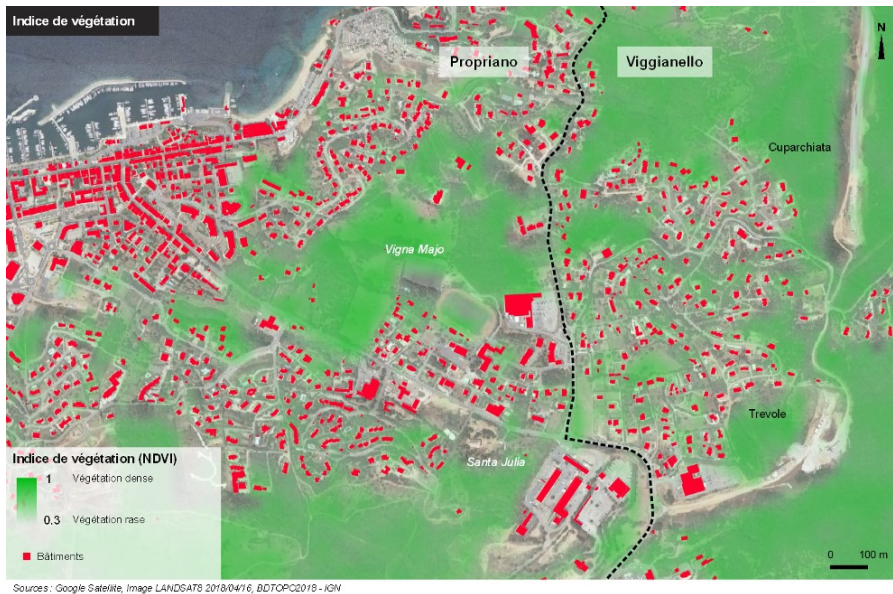 Indice de végétation
Propriano
Viggianello
N
Cuparchiata
Vigna Majo
Trevole
Santa Julia
Indice de végétation (NDVI)
1 Végétation dense
0.3 Végétation rase
Bâtiments
0 100 m
Sources : Google Satellite, Image LANDSAT8 2018/04/16, BDTOPO2018 - IGN